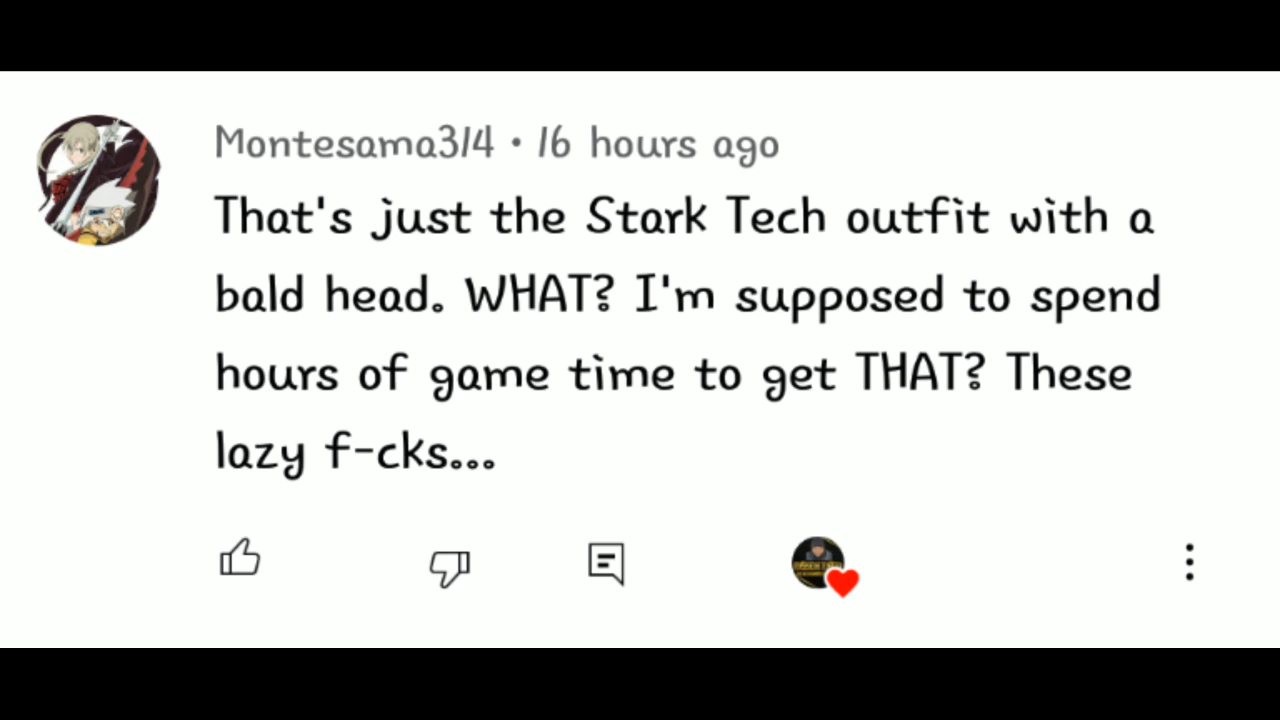 Montesama314 • 16 hours ago
That's just the Stark Tech outfit with a
bald head. WHAT? I'm supposed to spend
hours of game time to get THAT? These
lazy f-cks...